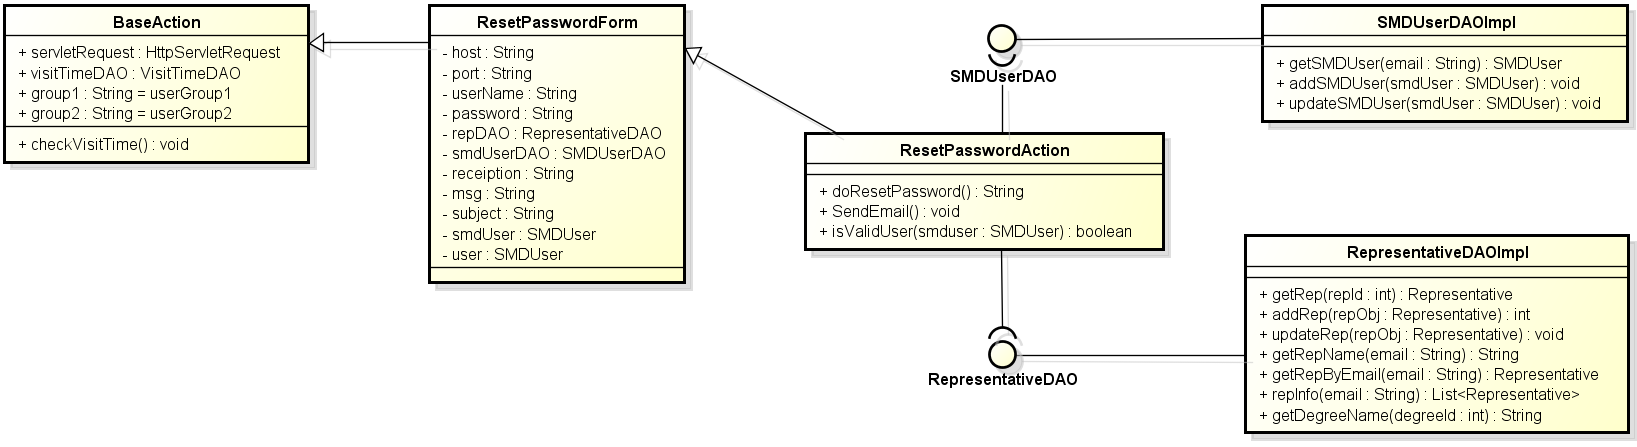 BaseAction
+ servletRequest : HttpServletRequest
+ visitTimeDAO : VisitTimeDAO
+ group1 : String = userGroup1
+ group2 : String = userGroup2
+ checkVisitTime() : void
ResetPasswordForm
- host : String
- port : String
- userName : String
- password : String
- repDAO : RepresentativeDAO
- smdUserDAO : SMDUserDAO
- receiption : String
- msg : String
- subject : String
- smdUser : SMDUser
- user : SMDUser
SMDUserDAO
ResetPasswordAction
+ doResetPassword() : String
+ SendEmail() : void
+ isValidUser(smduser : SMDUser) : boolean
RepresentativeDAO
SMDUserDAOImpl
+ getSMDUser(email : String) : SMDUser
+ addSMDUser(smdUser : SMDUser) : void
+ updateSMDUser(smdUser : SMDUser) : void
RepresentativeDAOImpl
+ getRep(repId : int) : Representative
+ addRep(repObj : Representative) : int
+ updateRep(repObj : Representative) : void
+ getRepName(email : String) : String
+ getRepByEmail(email : String) : Representative
+ repInfo(email : String) : List<Representative>
+ getDegreeName(degreeId : int) : String